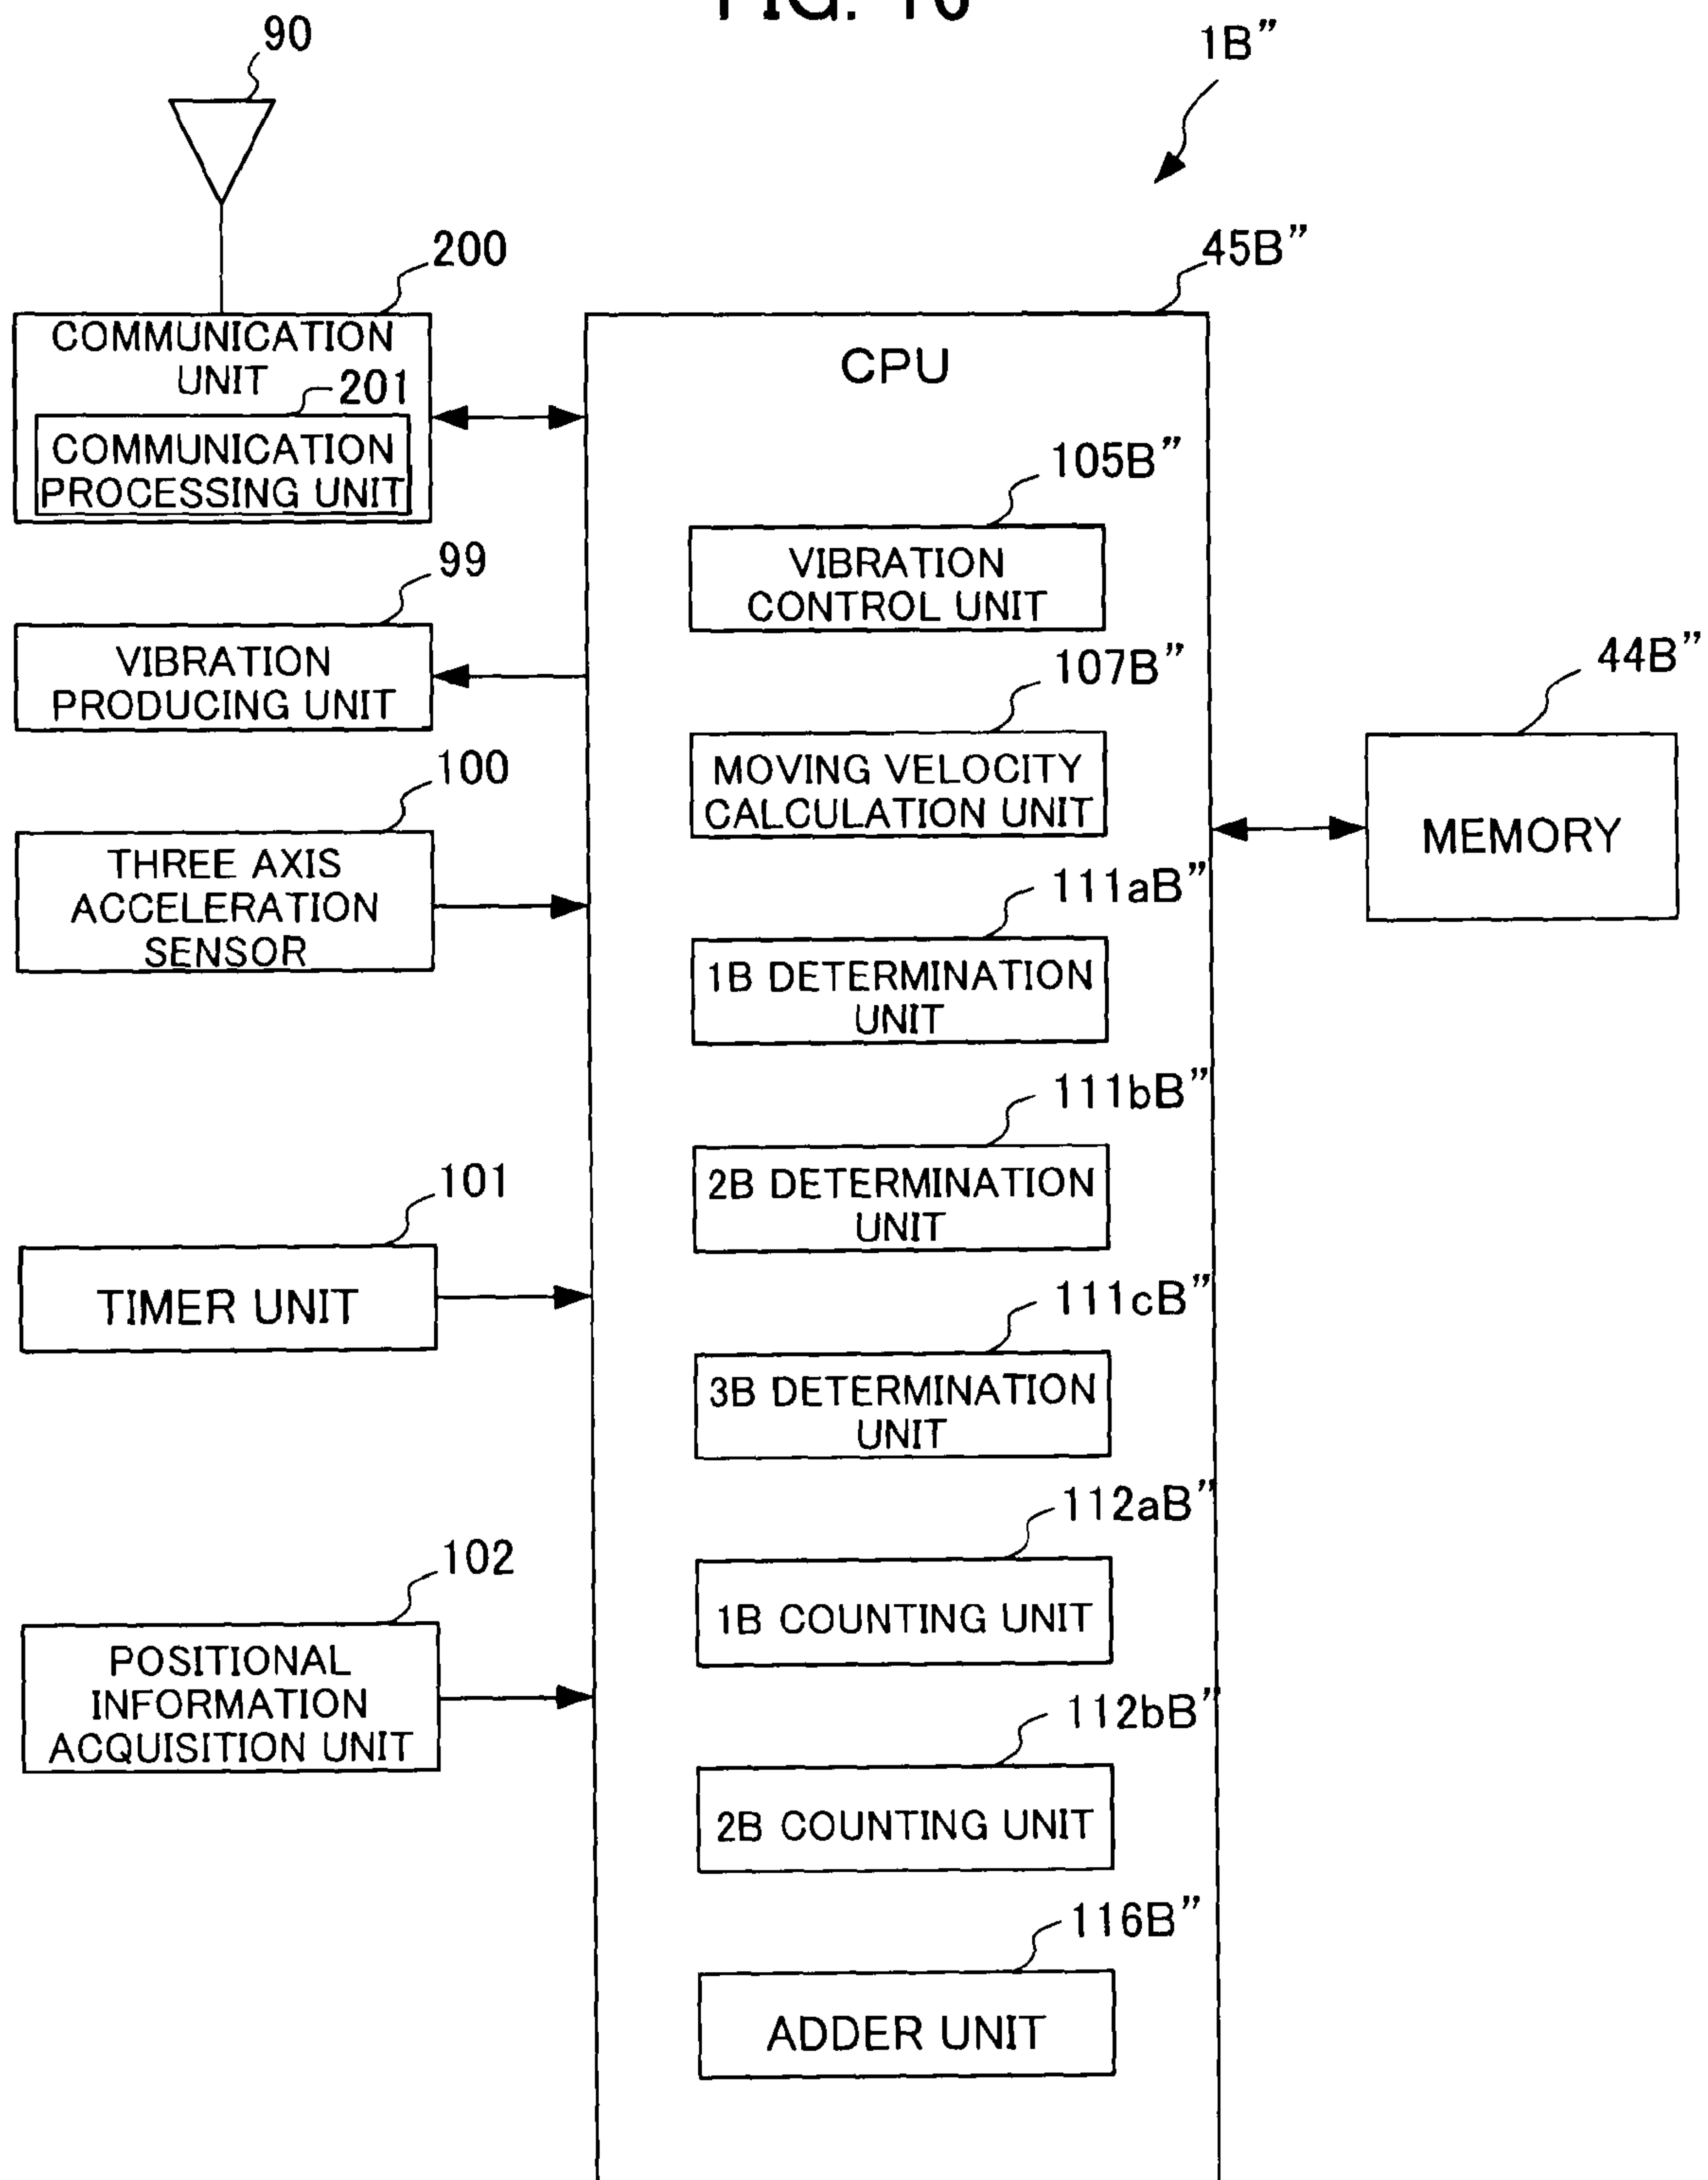 90
1B”
200
45B”
COMMUNICATION
UNIT
201
COMMUNICATION
PROCESSING UNIT
CPU
105B”
VIBRATION
CONTROL UNIT
99
VIBRATION
PRODUCING UNIT
107B”
MOVING VELOCITY
CALCULATION UNIT
44B”
MEMORY
100
THREE AXIS
ACCELERATION
SENSOR
111aB”
1B DETERMINATION
UNIT
111bB”
2B DETERMINATION
UNIT
101
TIMER UNIT
111cB”
3B DETERMINATION
UNIT
112aB”
1B COUNTING UNIT
102
POSITIONAL
INFORMATION
ACQUISITION UNIT
112bB”
2B COUNTING UNIT
116B”
ADDER UNIT